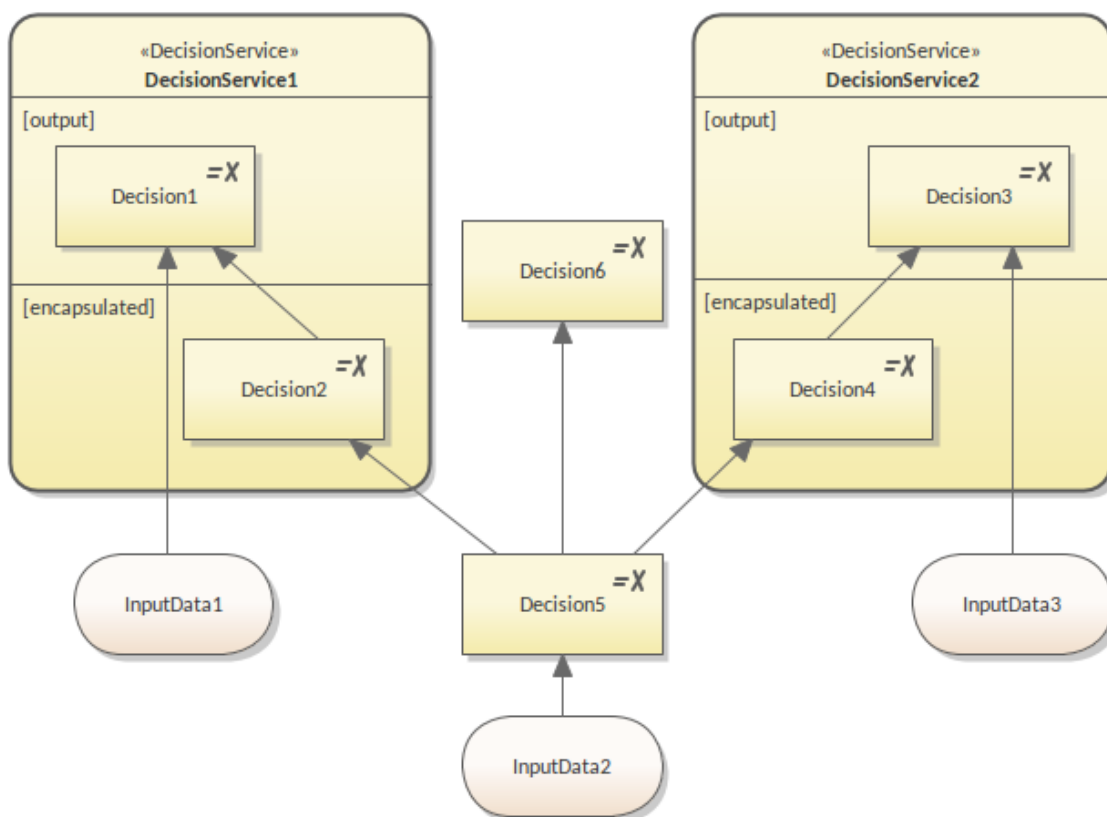 «DecisionService»
DecisionService1
[output]
=X
Decision1
[encapsulated]
=X
Decision2
=X
Decision6
«DecisionService»
DecisionService2
[output]
=X
Decision3
[encapsulated]
=X
Decision4
InputData1
=X
Decision5
InputData3
InputData2